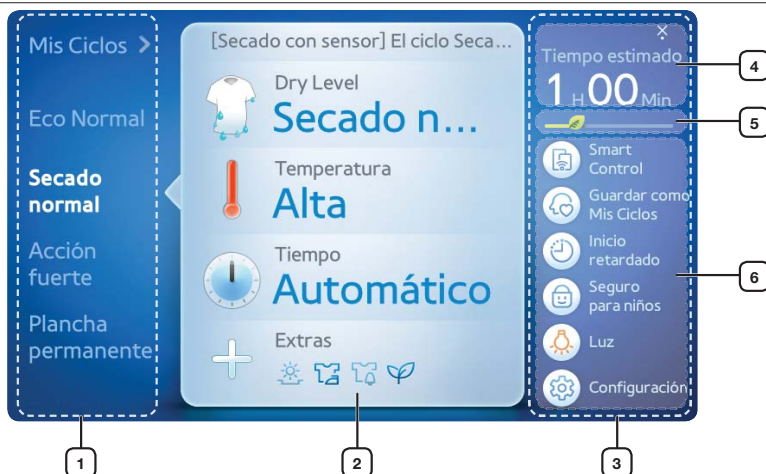 Mis Ciclos >
Eco Normal
Secado
normal
Acción
fuerte
Plancha
permanente
[Secado con sensor] El ciclo Seca...
Dry Level
Secado n...
Temperatura
Alta
Tiempo
Automático
Extras
Tiempo estimado
1 H 00 Min
Smart
Control
Guardar como
Mis Ciclos
Inicio
retardado
Seguro
para niños
Luz
Configuración
4
5
6
1
2
3